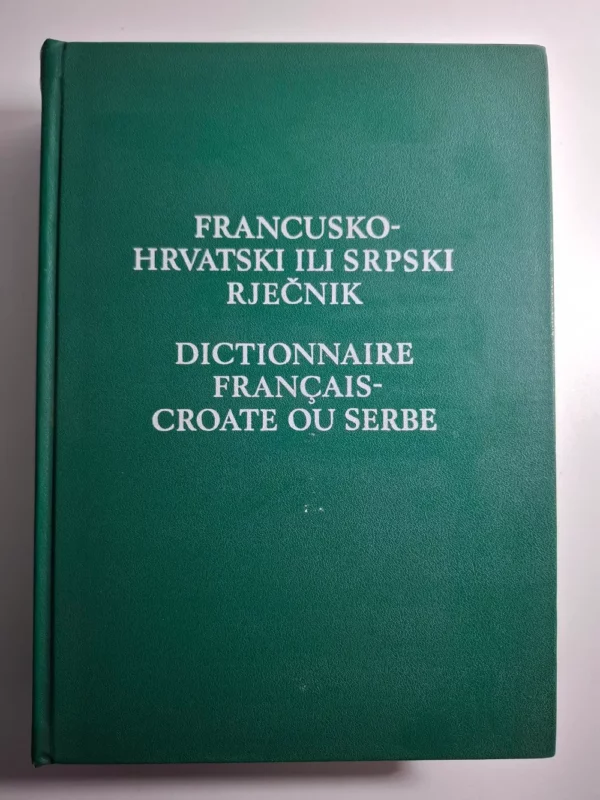 FRANCUSKO-
HRVATSKI ILI SRPSKI
RJEČNIK
DICTIONNAIRE
FRANÇAIS-
CROATE OU SERBE